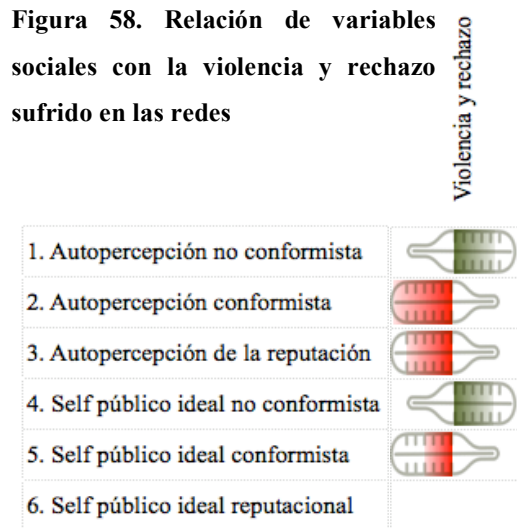 Figura 58. Relación de variables
sociales con la violencia y rechazo
sufrido en las redes
Violencia y rechazo
1. Autopercepción no conformista
2. Autopercepción conformista
3. Autopercepción de la reputación
4. Self público ideal no conformista
5. Self público ideal conformista
6. Self público ideal reputacional